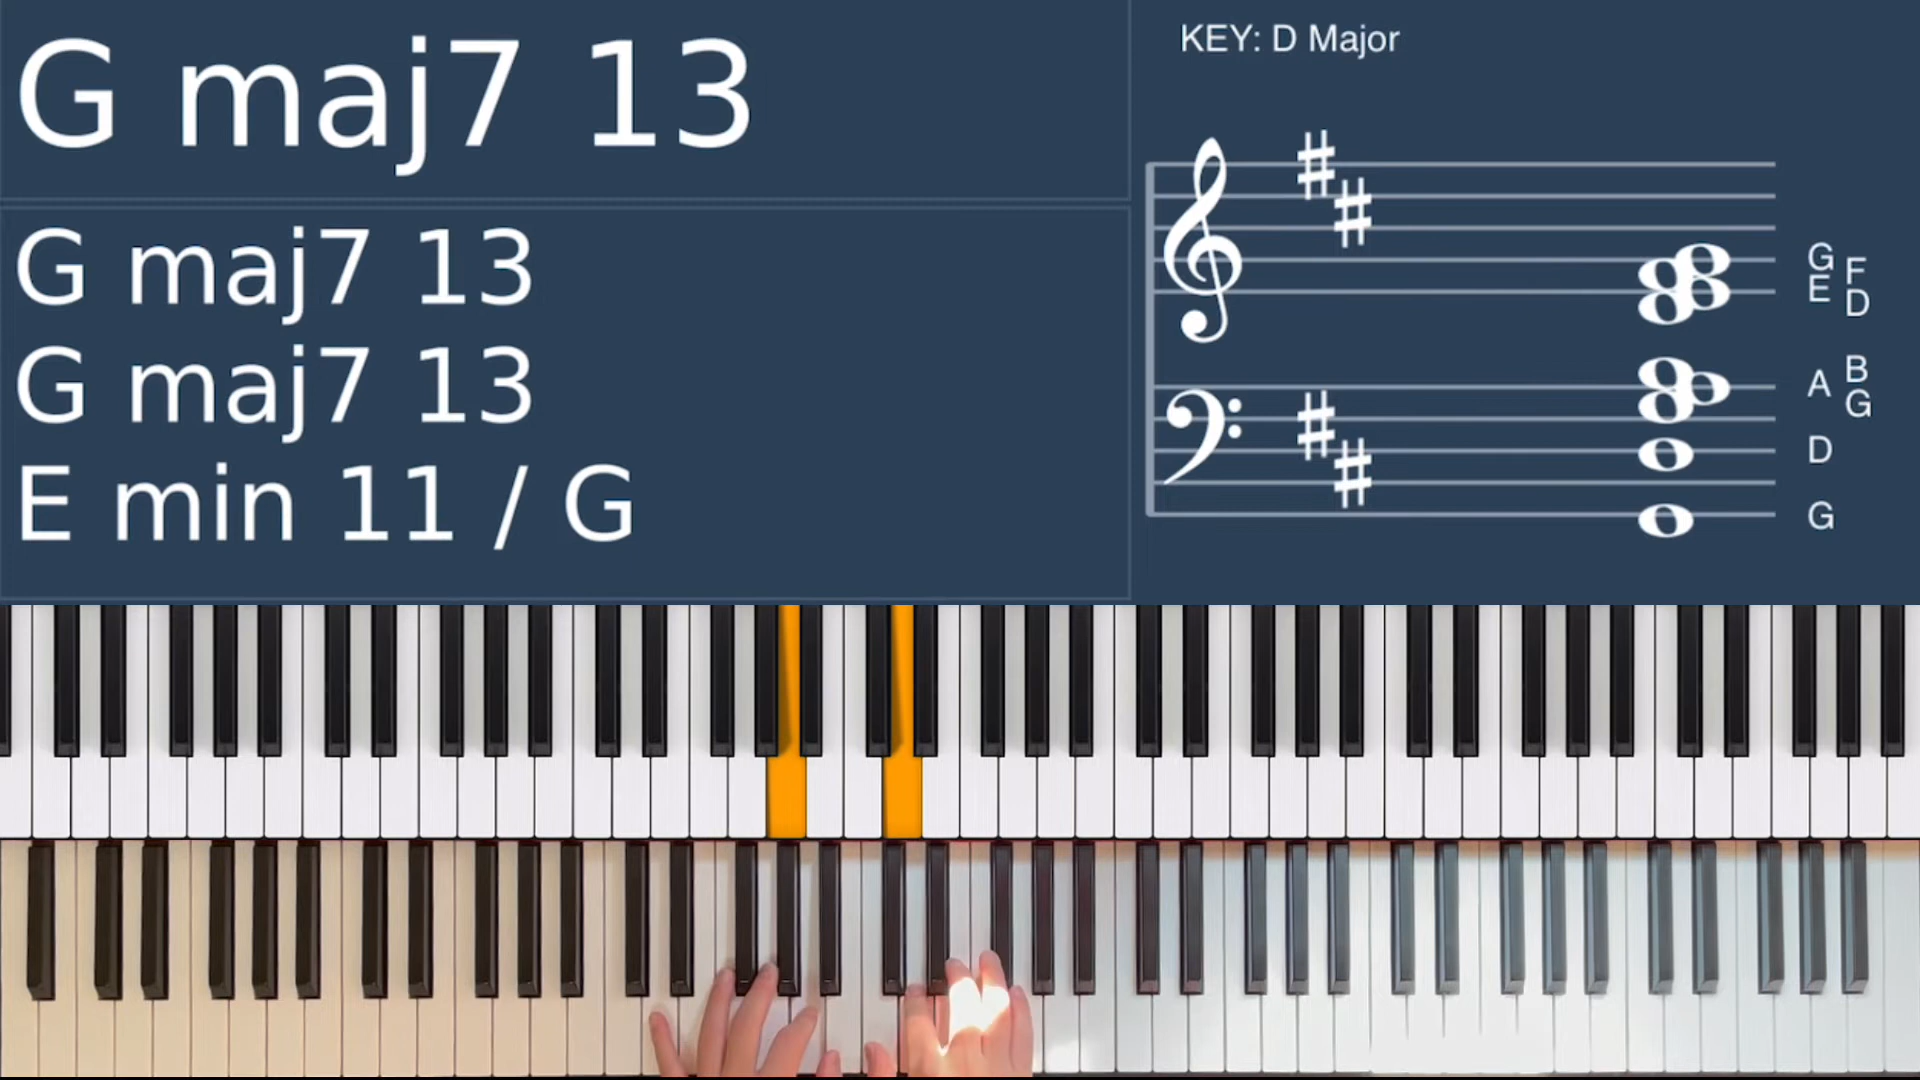 G maj7 13
G maj7 13
G maj7 13
E min 11 / G
KEY: D Major
G F
E D
B
A G
D
G